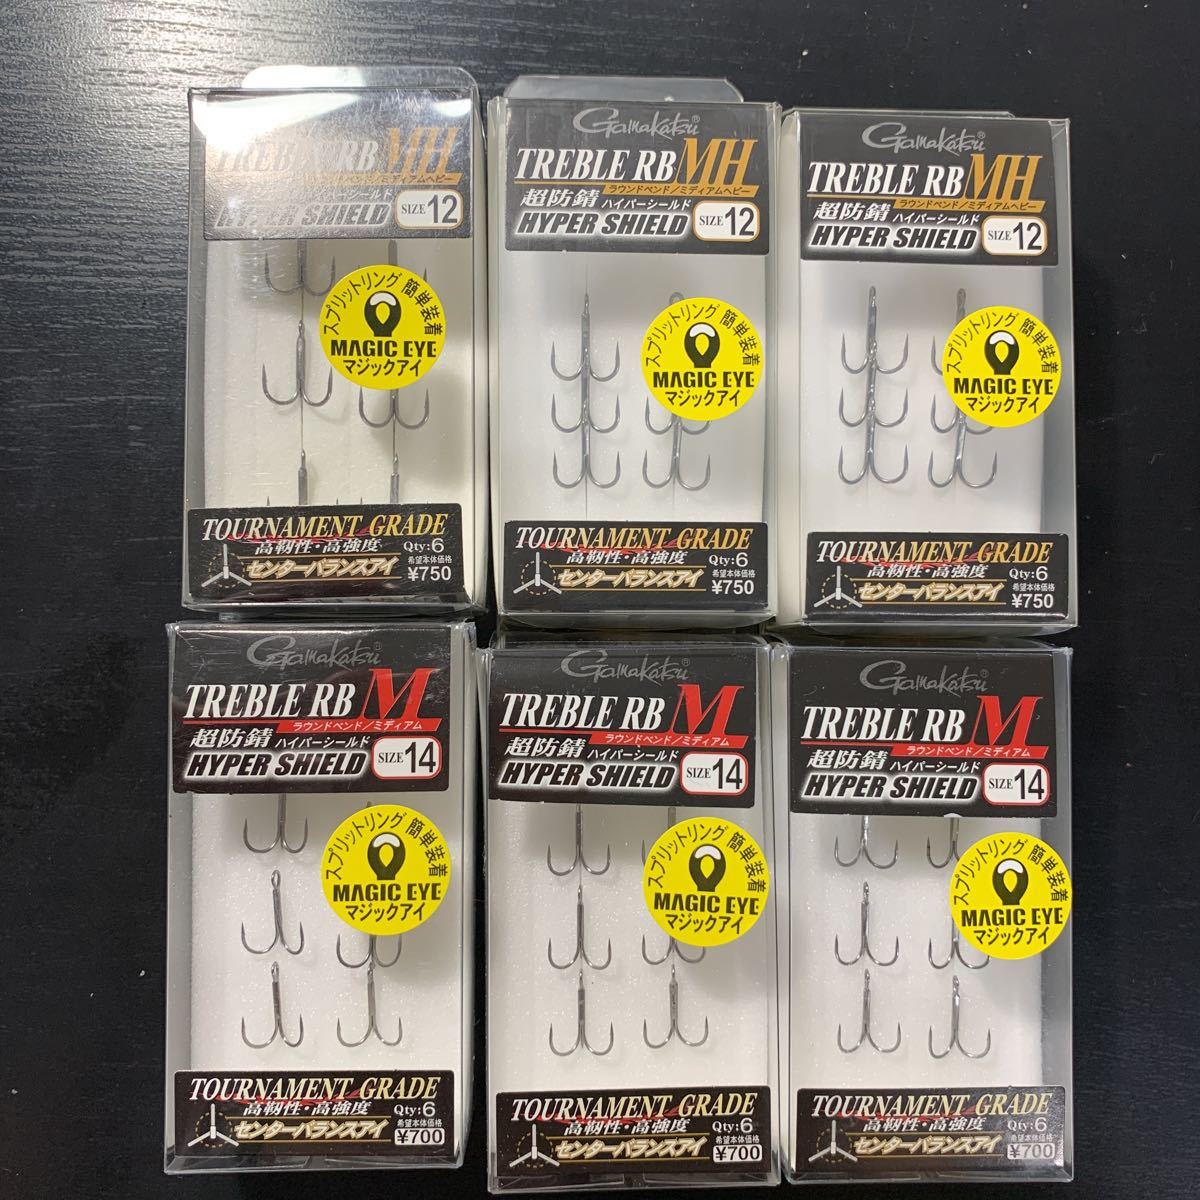 TREBLE RB MH
ラウンドベンド/ミディアムヘビー
ハイパーシールド
HYPER SHIELD
SIZE 12
スプリットリング 簡単装着
MAGIC EYE
マジックアイ
TOURNAMENT GRADE
高靭性・高強度
Qty:6
センターバランスアイ
希望本体価格
¥750
Gamakatsu®
TREBLE RB MH
ラウンドベンド/ミディアムヘビー
超防錆 ハイパーシールド
HYPER SHIELD
SIZE 12
スプリットリング 簡単装着
MAGIC EYE
マジックアイ
TOURNAMENT GRADE
高靭性・高強度
Qty:6
センターバランスアイ
希望本体価格
¥750
Gamakatsu®
TREBLE RB MH
ラウンドベンド/ミディアムヘビー
超防錆 ハイパーシールド
HYPER SHIELD
SIZE 12
スプリットリング 簡単装着
MAGIC EYE
マジックアイ
TOURNAMENT GRADE
高靭性・高強度
Qty:6
センターバランスアイ
希望本体価格
¥750
Gamakatsu®
TREBLE RB M
ラウンドベンド/ミディアム
超防錆 ハイパーシールド
HYPER SHIELD
SIZE 14
スプリットリング 簡単装着
MAGIC EYE
マジックアイ
TOURNAMENT GRADE
高靭性・高強度
Qty:6
センターバランスアイ
希望本体価格
¥700
Gamakatsu®
TREBLE RB M
ラウンドベンド/ミディアム
超防錆 ハイパーシールド
HYPER SHIELD
SIZE 14
スプリットリング 簡単装着
MAGIC EYE
マジックアイ
TOURNAMENT GRADE
高靭性・高強度
Qty:6
センターバランスアイ
希望本体価格
¥700
Gamakatsu®
TREBLE RB M
ラウンドベンド/ミディアム
超防錆 ハイパーシールド
HYPER SHIELD
SIZE 14
スプリットリング 簡単装着
MAGIC EYE
マジックアイ
TOURNAMENT GRADE
高靭性・高強度
Qty:6
センターバランスアイ
希望本体価格
¥700